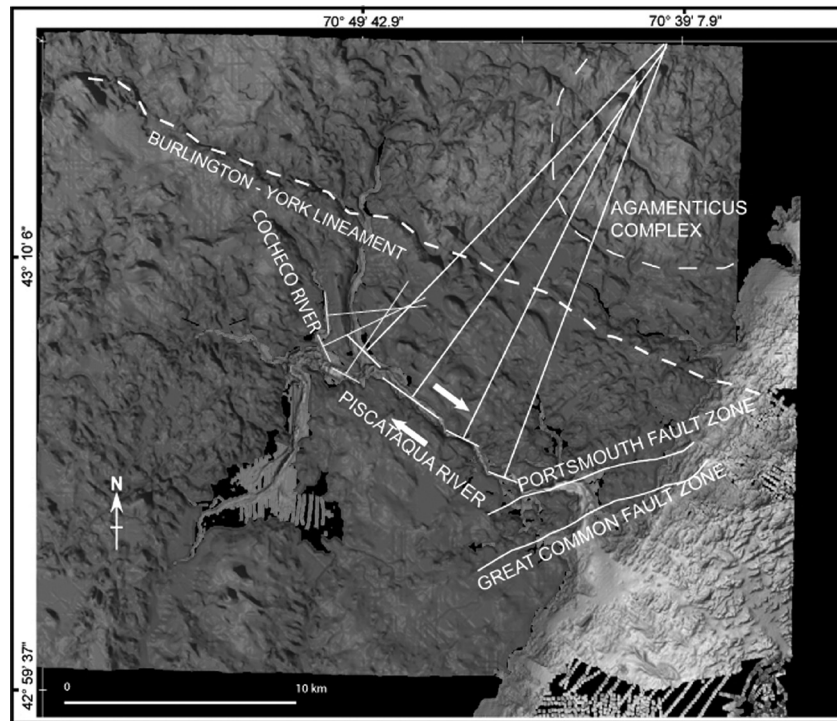 70° 49' 42.9"
70° 39' 7.9"
BURLINGTON - YORK LINEAMENT
AGAMENTICUS
COMPLEX
43° 10' 6"
COCHECO RIVER
PISCATAQUA RIVER
PORTSMOUTH FAULT ZONE
GREAT COMMON FAULT ZONE
N
42° 59' 37"
0
10 km